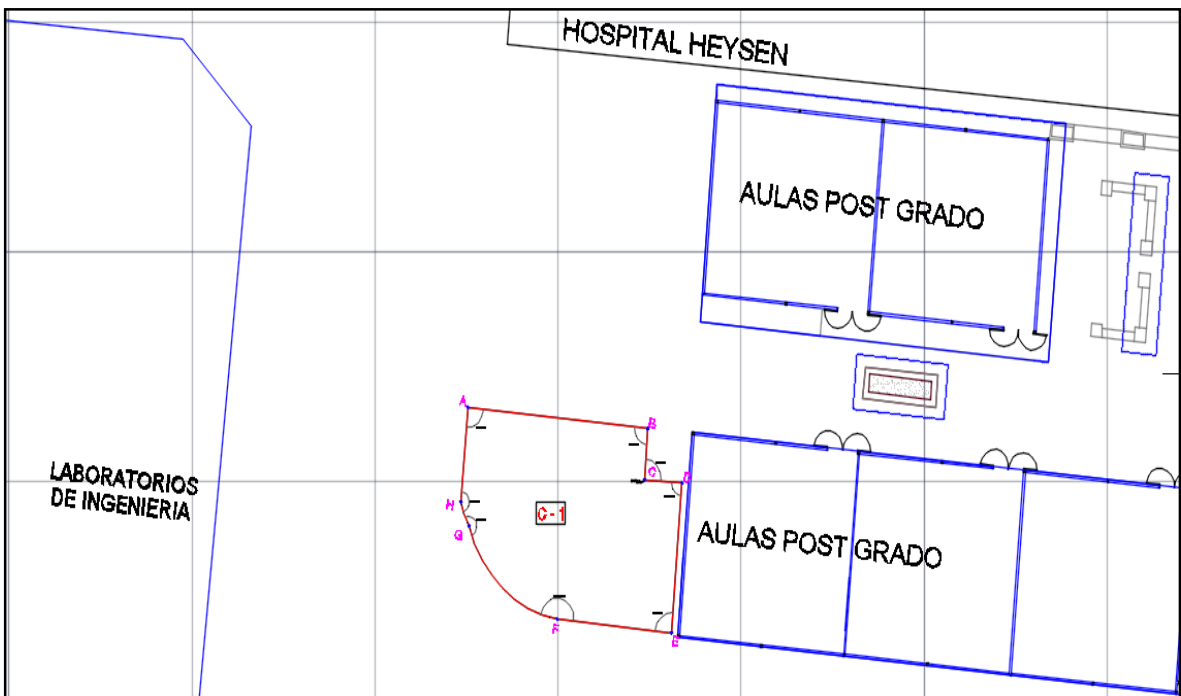 HOSPITAL HEYSEN
AULAS POST GRADO
A
B
LABORATORIOS
DE INGENIERIA
C
H
C-1
G
AULAS POST GRADO
F
E